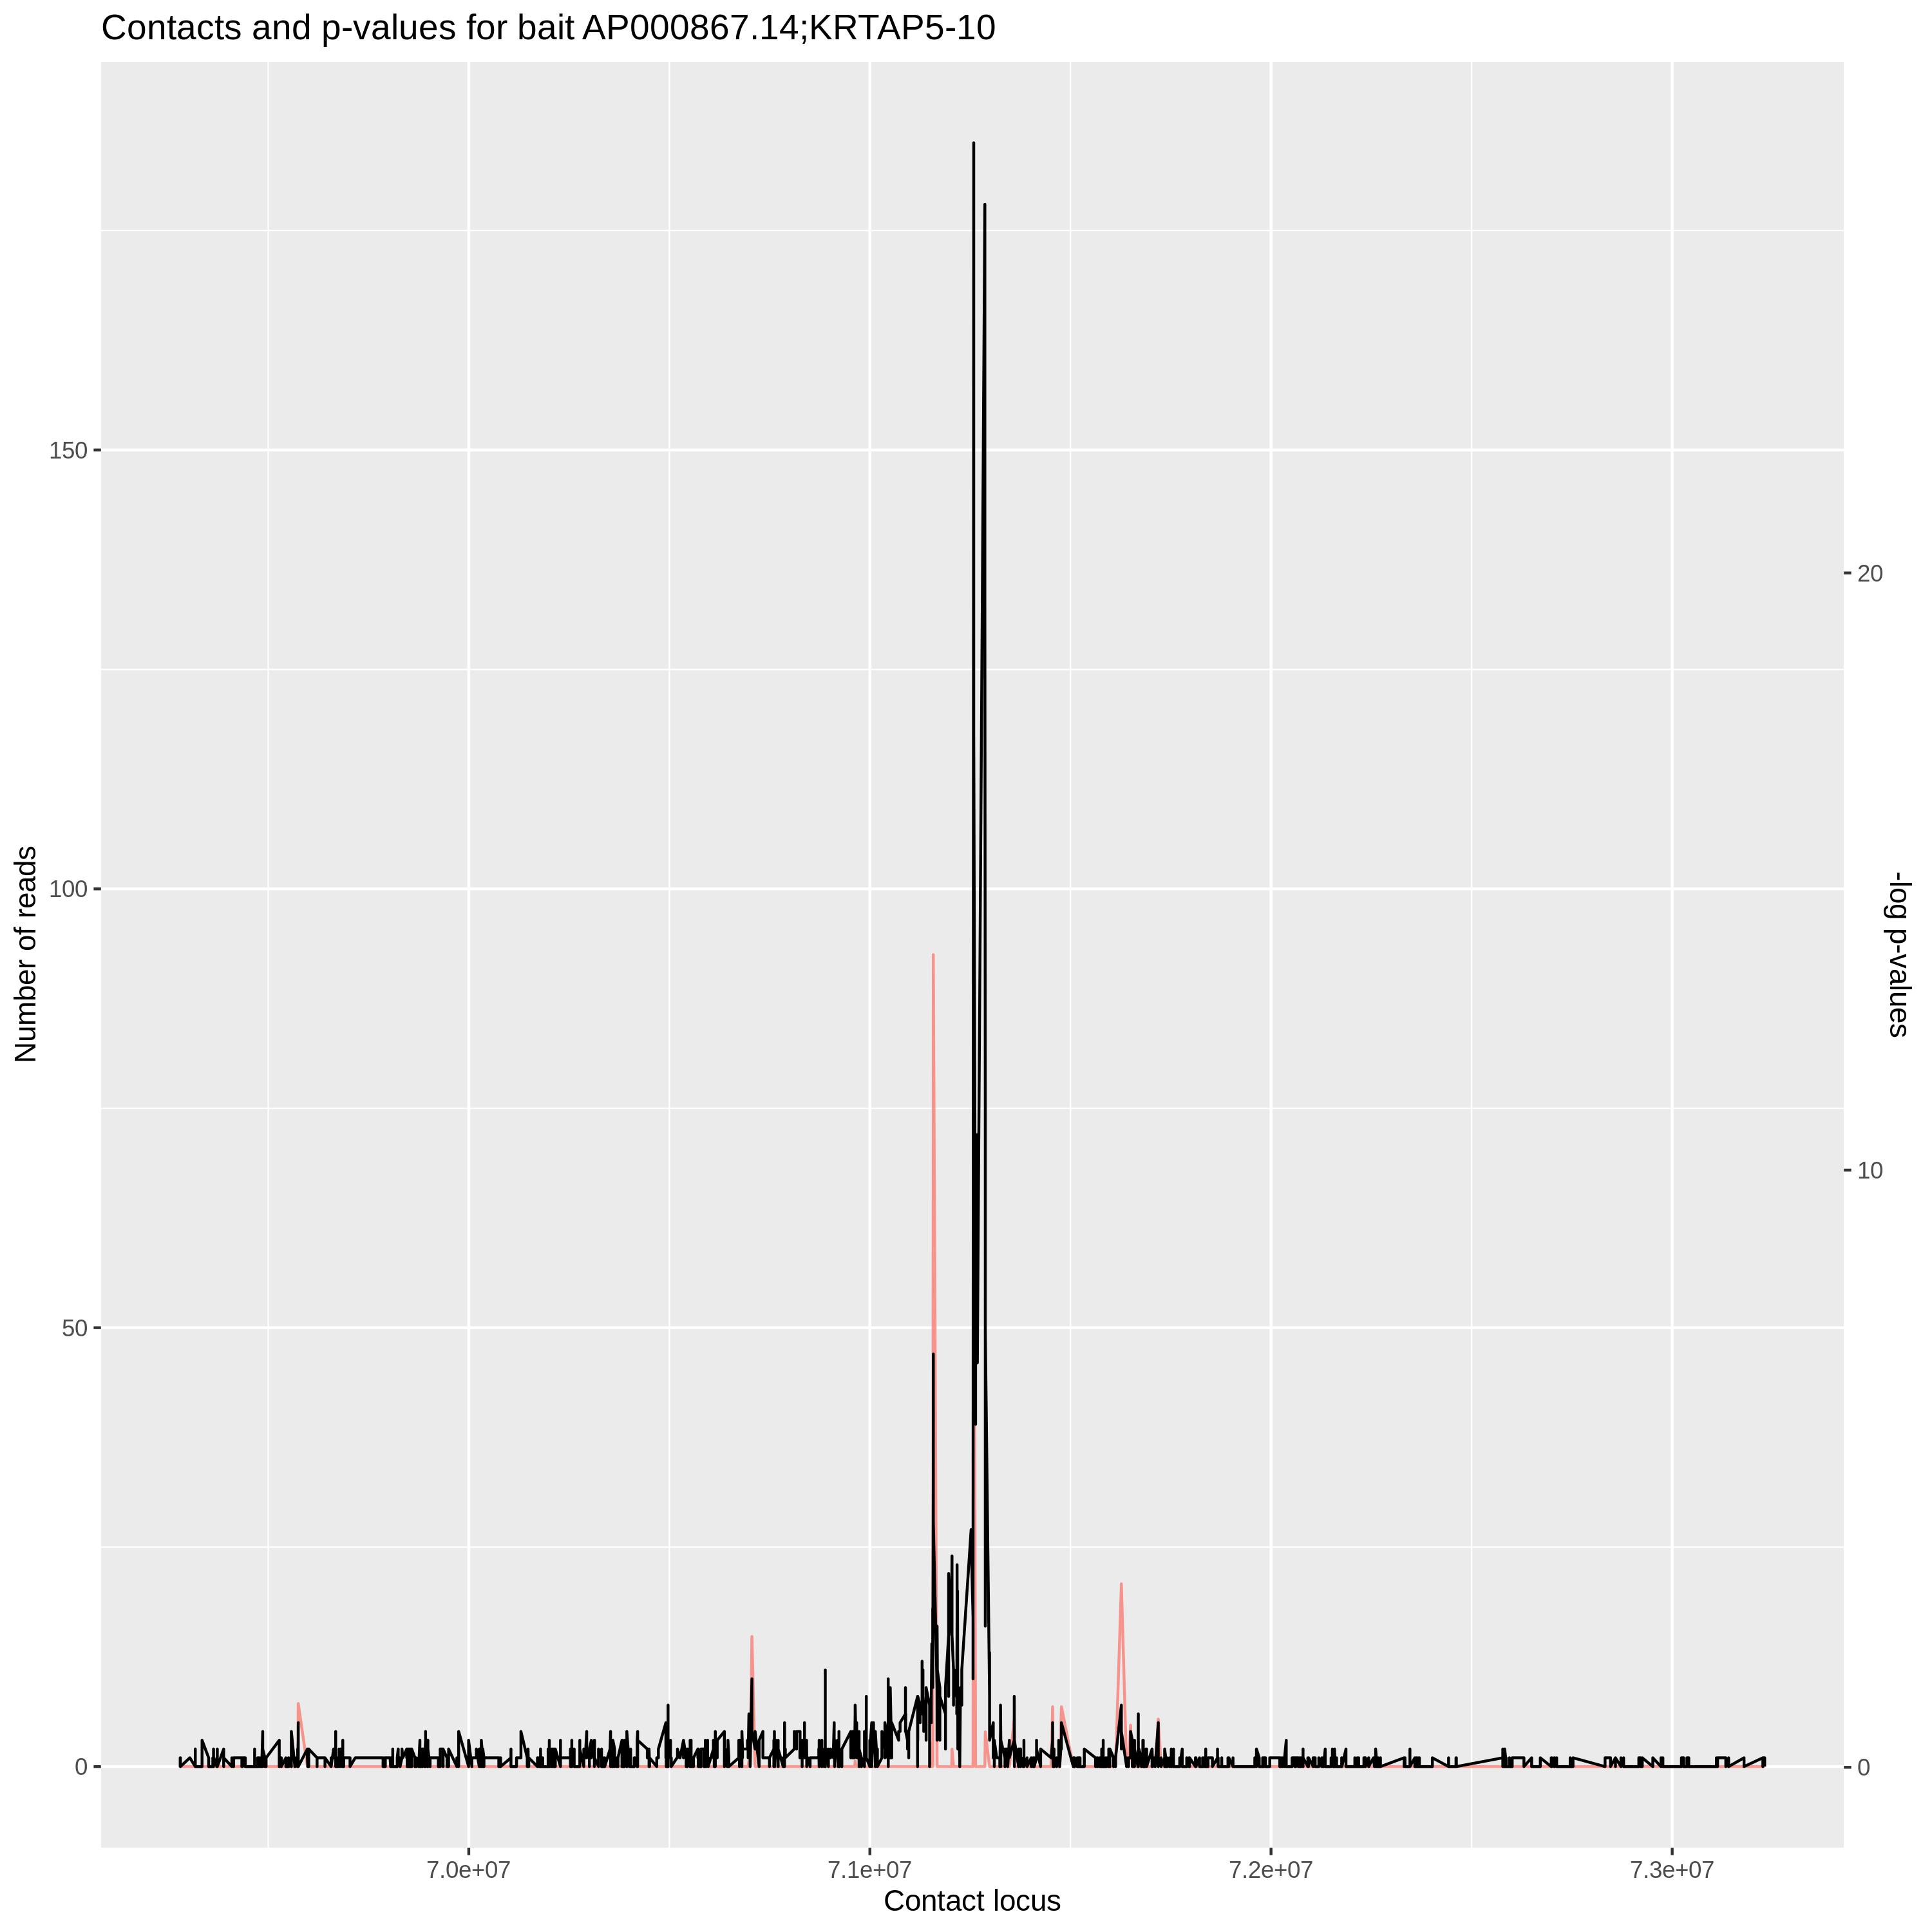 Contacts and p-values for bait AP000867.14;KRTAP5-10
150
100
50
0
Number of reads
20
10
0
-log p-values
7.0e+07 7.1e+07 7.2e+07 7.3e+07
Contact locus